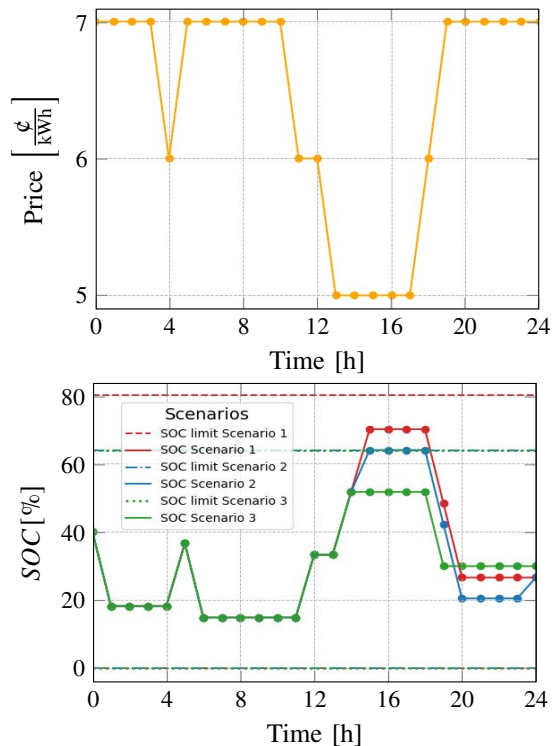 7
6
5
Price [¢/kWh]
0 4 8 12 16 20 24
Time [h]
80
60
40
20
0
SOC[%]
Scenarios
SOC limit Scenario 1
SOC Scenario 1
SOC limit Scenario 2
SOC Scenario 2
SOC limit Scenario 3
SOC Scenario 3
0 4 8 12 16 20 24
Time [h]